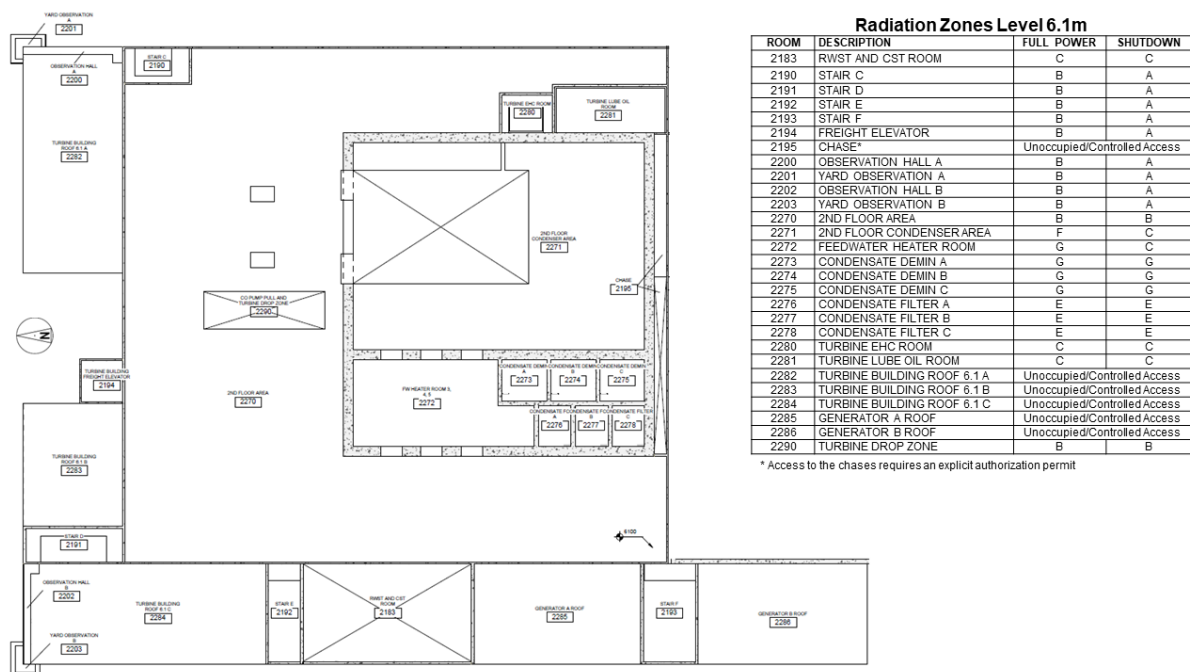 YARD OBSERVATION
A
2201
OBSERVATION HALL
A
2200
STAIR C
2190
TURBINE EHC ROOM
2280
TURBINE LUBE OIL
ROOM
2281
TURBINE BUILDING
ROOF 6.1 A
2282
2ND FLOOR
CONDENSER AREA
2271
CHASE
2195
CO PUMP PULL AND
TURBINE DROP ZONE
2290
N
TURBINE BUILDING
FREIGHT ELEVATOR
2194
2ND FLOOR AREA
2270
FW HEATER ROOM 3,
4, 5
2272
CONDENSATE DEMIN
A
2273
CONDENSATE DEMIN
B
2274
CONDENSATE DEMIN
C
2275
A
2276
B
2277
CONDENSATE FILTER
C
2278
TURBINE BUILDING
ROOF 6.1 B
2283
STAIR D
2191
6100
OBSERVATION HALL
B
2202
TURBINE BUILDING
ROOF 6.1 C
2284
STAIR E
2192
RWST AND CST
ROOM
2183
GENERATOR A ROOF
2285
STAIR F
2193
GENERATOR B ROOF
2286
YARD OBSERVATION
B
2203
Radiation Zones Level 6.1m
ROOM DESCRIPTION FULL POWER SHUTDOWN
2183 RWST AND CST ROOM C C
2190 STAIR C B A
2191 STAIR D B A
2192 STAIR E B A
2193 STAIR F B A
2194 FREIGHT ELEVATOR B A
2195 CHASE* Unoccupied/Controlled Access
2200 OBSERVATION HALL A B A
2201 YARD OBSERVATION A B A
2202 OBSERVATION HALL B B A
2203 YARD OBSERVATION B B A
2270 2ND FLOOR AREA B B
2271 2ND FLOOR CONDENSER AREA F C
2272 FEEDWATER HEATER ROOM G C
2273 CONDENSATE DEMIN A G G
2274 CONDENSATE DEMIN B G G
2275 CONDENSATE DEMIN C G G
2276 CONDENSATE FILTER A E E
2277 CONDENSATE FILTER B E E
2278 CONDENSATE FILTER C E E
2280 TURBINE EHC ROOM C C
2281 TURBINE LUBE OIL ROOM C C
2282 TURBINE BUILDING ROOF 6.1 A Unoccupied/Controlled Access
2283 TURBINE BUILDING ROOF 6.1 B Unoccupied/Controlled Access
2284 TURBINE BUILDING ROOF 6.1 C Unoccupied/Controlled Access
2285 GENERATOR A ROOF Unoccupied/Controlled Access
2286 GENERATOR B ROOF Unoccupied/Controlled Access
2290 TURBINE DROP ZONE B B
* Access to the chases requires an explicit authorization permit